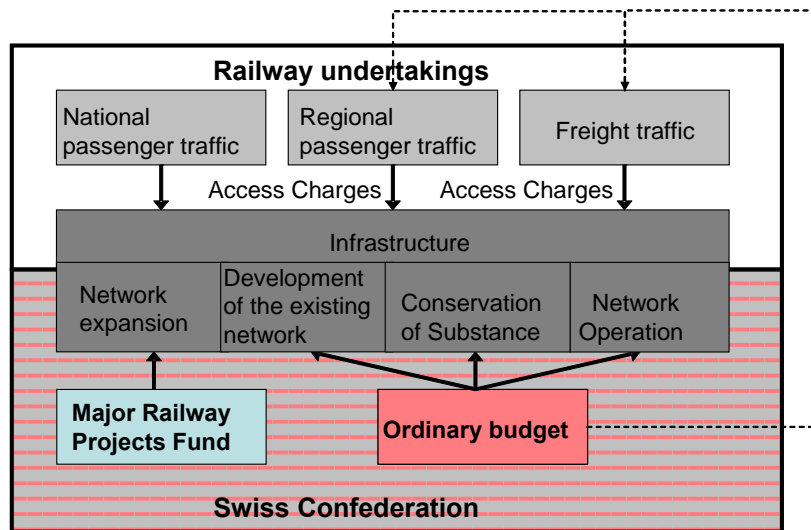 Railway undertakings
National
passenger traffic
Regional
passenger traffic
Freight traffic
Access Charges
Access Charges
Infrastructure
Network
expansion
Development
of the existing
network
Conservation
of Substance
Network
Operation
Major Railway
Projects Fund
Ordinary budget
Swiss Confederation